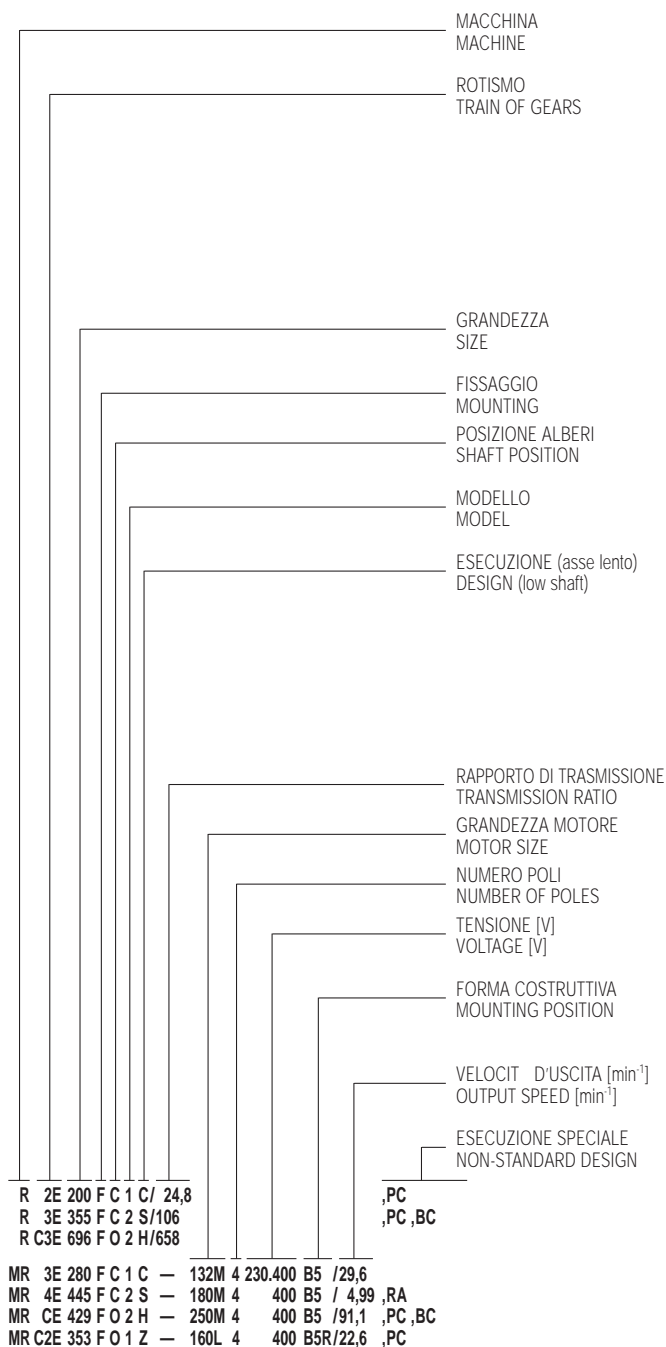 MACCHINA
MACHINE
ROTISMO
TRAIN OF GEARS
GRANDEZZA
SIZE
FISSAGGIO
MOUNTING
POSIZIONE ALBERI
SHAFT POSITION
MODELLO
MODEL
ESECUZIONE (asse lento)
DESIGN (low shaft)
RAPPORTO DI TRASMISSIONE
TRANSMISSION RATIO
GRANDEZZA MOTORE
MOTOR SIZE
NUMERO POLI
NUMBER OF POLES
TENSIONE [V]
VOLTAGE [V]
FORMA COSTRUTTIVA
MOUNTING POSITION
VELOCIT D'USCITA [min-1]
OUTPUT SPEED [min-1]
ESECUZIONE SPECIALE
NON-STANDARD DESIGN
R 2E 200 F C 1 C/ 24,8 ,PC
R 3E 355 F C 2 S/106 ,PC ,BC
R C3E 696 F O 2 H/658
MR 3E 280 F C 1 C — 132M 4 230.400 B5 /29,6
MR 4E 445 F C 2 S — 180M 4 400 B5 / 4,99 ,RA
MR CE 429 F O 2 H — 250M 4 400 B5 /91,1 ,PC ,BC
MR C2E 353 F O 1 Z — 160L 4 400 B5R/22,6 ,PC